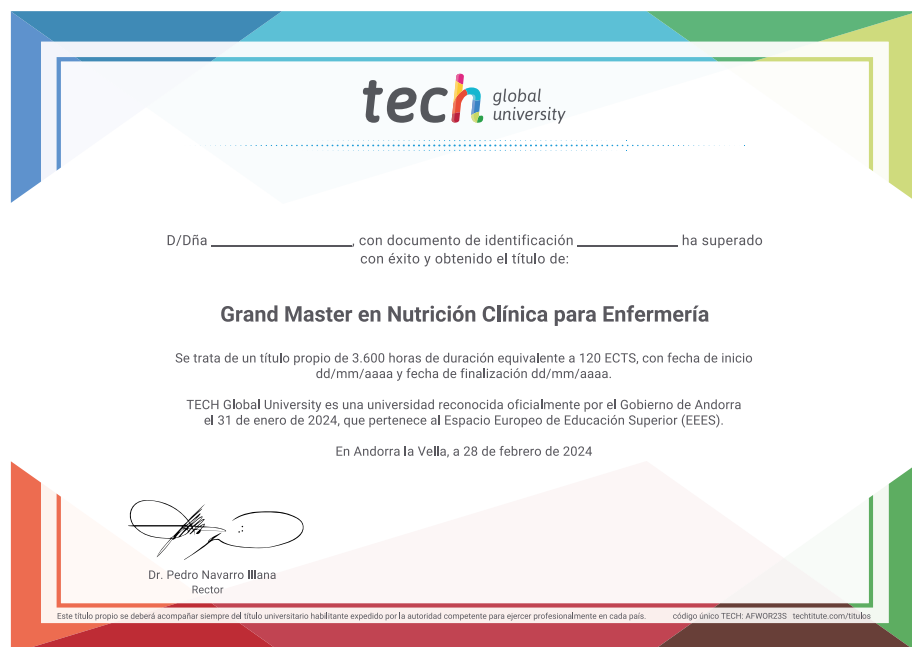 tech global university
D/Dña ____________________, con documento de identificación ______________ ha superado
con éxito y obtenido el título de:
Grand Master en Nutrición Clínica para Enfermería
Se trata de un título propio de 3.600 horas de duración equivalente a 120 ECTS, con fecha de inicio
dd/mm/aaaa y fecha de finalización dd/mm/aaaa.
TECH Global University es una universidad reconocida oficialmente por el Gobierno de Andorra
el 31 de enero de 2024, que pertenece al Espacio Europeo de Educación Superior (EEES).
En Andorra la Vella, a 28 de febrero de 2024
Dr. Pedro Navarro Illana
Rector
Este título propio se deberá acompañar siempre del título universitario habilitante expedido por la autoridad competente para ejercer profesionalmente en cada país. código único TECH: AFWOR23S techtitute.com/titulos